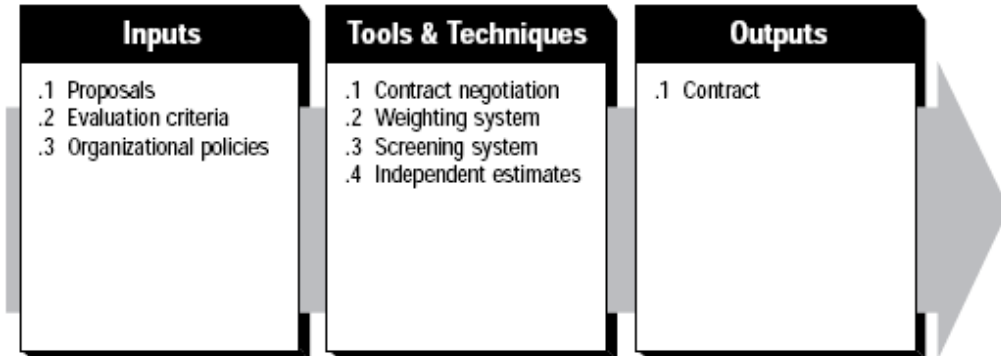 Inputs
.1 Proposals
.2 Evaluation criteria
.3 Organizational policies
Tools & Techniques
.1 Contract negotiation
.2 Weighting system
.3 Screening system
.4 Independent estimates
Outputs
.1 Contract